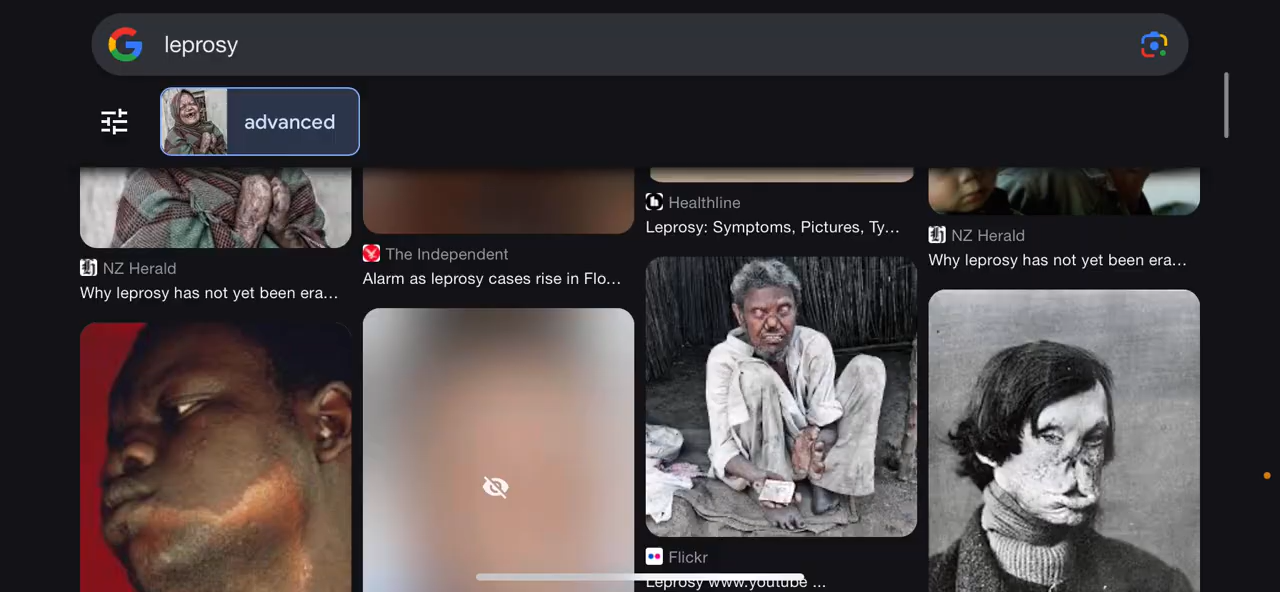 leprosy
advanced
NZ Herald
Why leprosy has not yet been era...
The Independent
Alarm as leprosy cases rise in Flo...
Healthline
Leprosy: Symptoms, Pictures, Ty...
NZ Herald
Why leprosy has not yet been era...
Flickr
Leprosy www.youtube ...